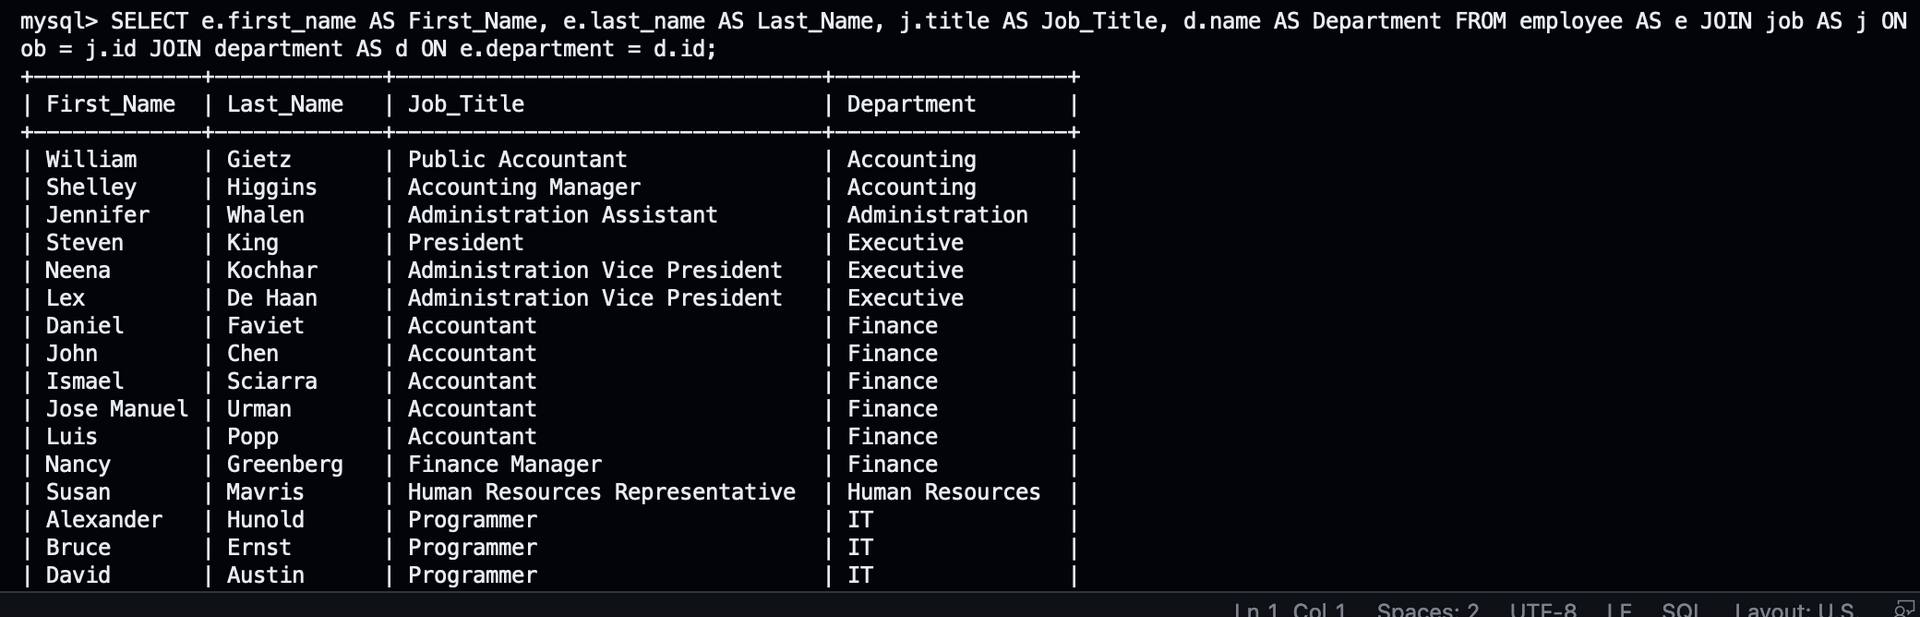 mysql> SELECT e.first_name AS First_Name, e.last_name AS Last_Name, j.title AS Job_Title, d.name AS Department FROM employee AS e JOIN job AS j ON
ob = j.id JOIN department AS d ON e.department = d.id;
+-------------+-------------+---------------------------------+------------------+
| First_Name  | Last_Name   | Job_Title                       | Department       |
+-------------+-------------+---------------------------------+------------------+
| William     | Gietz       | Public Accountant               | Accounting       |
| Shelley     | Higgins     | Accounting Manager              | Accounting       |
| Jennifer    | Whalen      | Administration Assistant        | Administration   |
| Steven      | King        | President                       | Executive        |
| Neena       | Kochhar     | Administration Vice President   | Executive        |
| Lex         | De Haan     | Administration Vice President   | Executive        |
| Daniel      | Faviet      | Accountant                      | Finance          |
| John        | Chen        | Accountant                      | Finance          |
| Ismael      | Sciarra     | Accountant                      | Finance          |
| Jose Manuel | Urman       | Accountant                      | Finance          |
| Luis        | Popp        | Accountant                      | Finance          |
| Nancy       | Greenberg   | Finance Manager                 | Finance          |
| Susan       | Mavris      | Human Resources Representative  | Human Resources  |
| Alexander   | Hunold      | Programmer                      | IT               |
| Bruce       | Ernst       | Programmer                      | IT               |
| David       | Austin      | Programmer                      | IT               |
Ln 1, Col 1 Spaces: 2 UTF-8 LF SQL Layout: U.S.